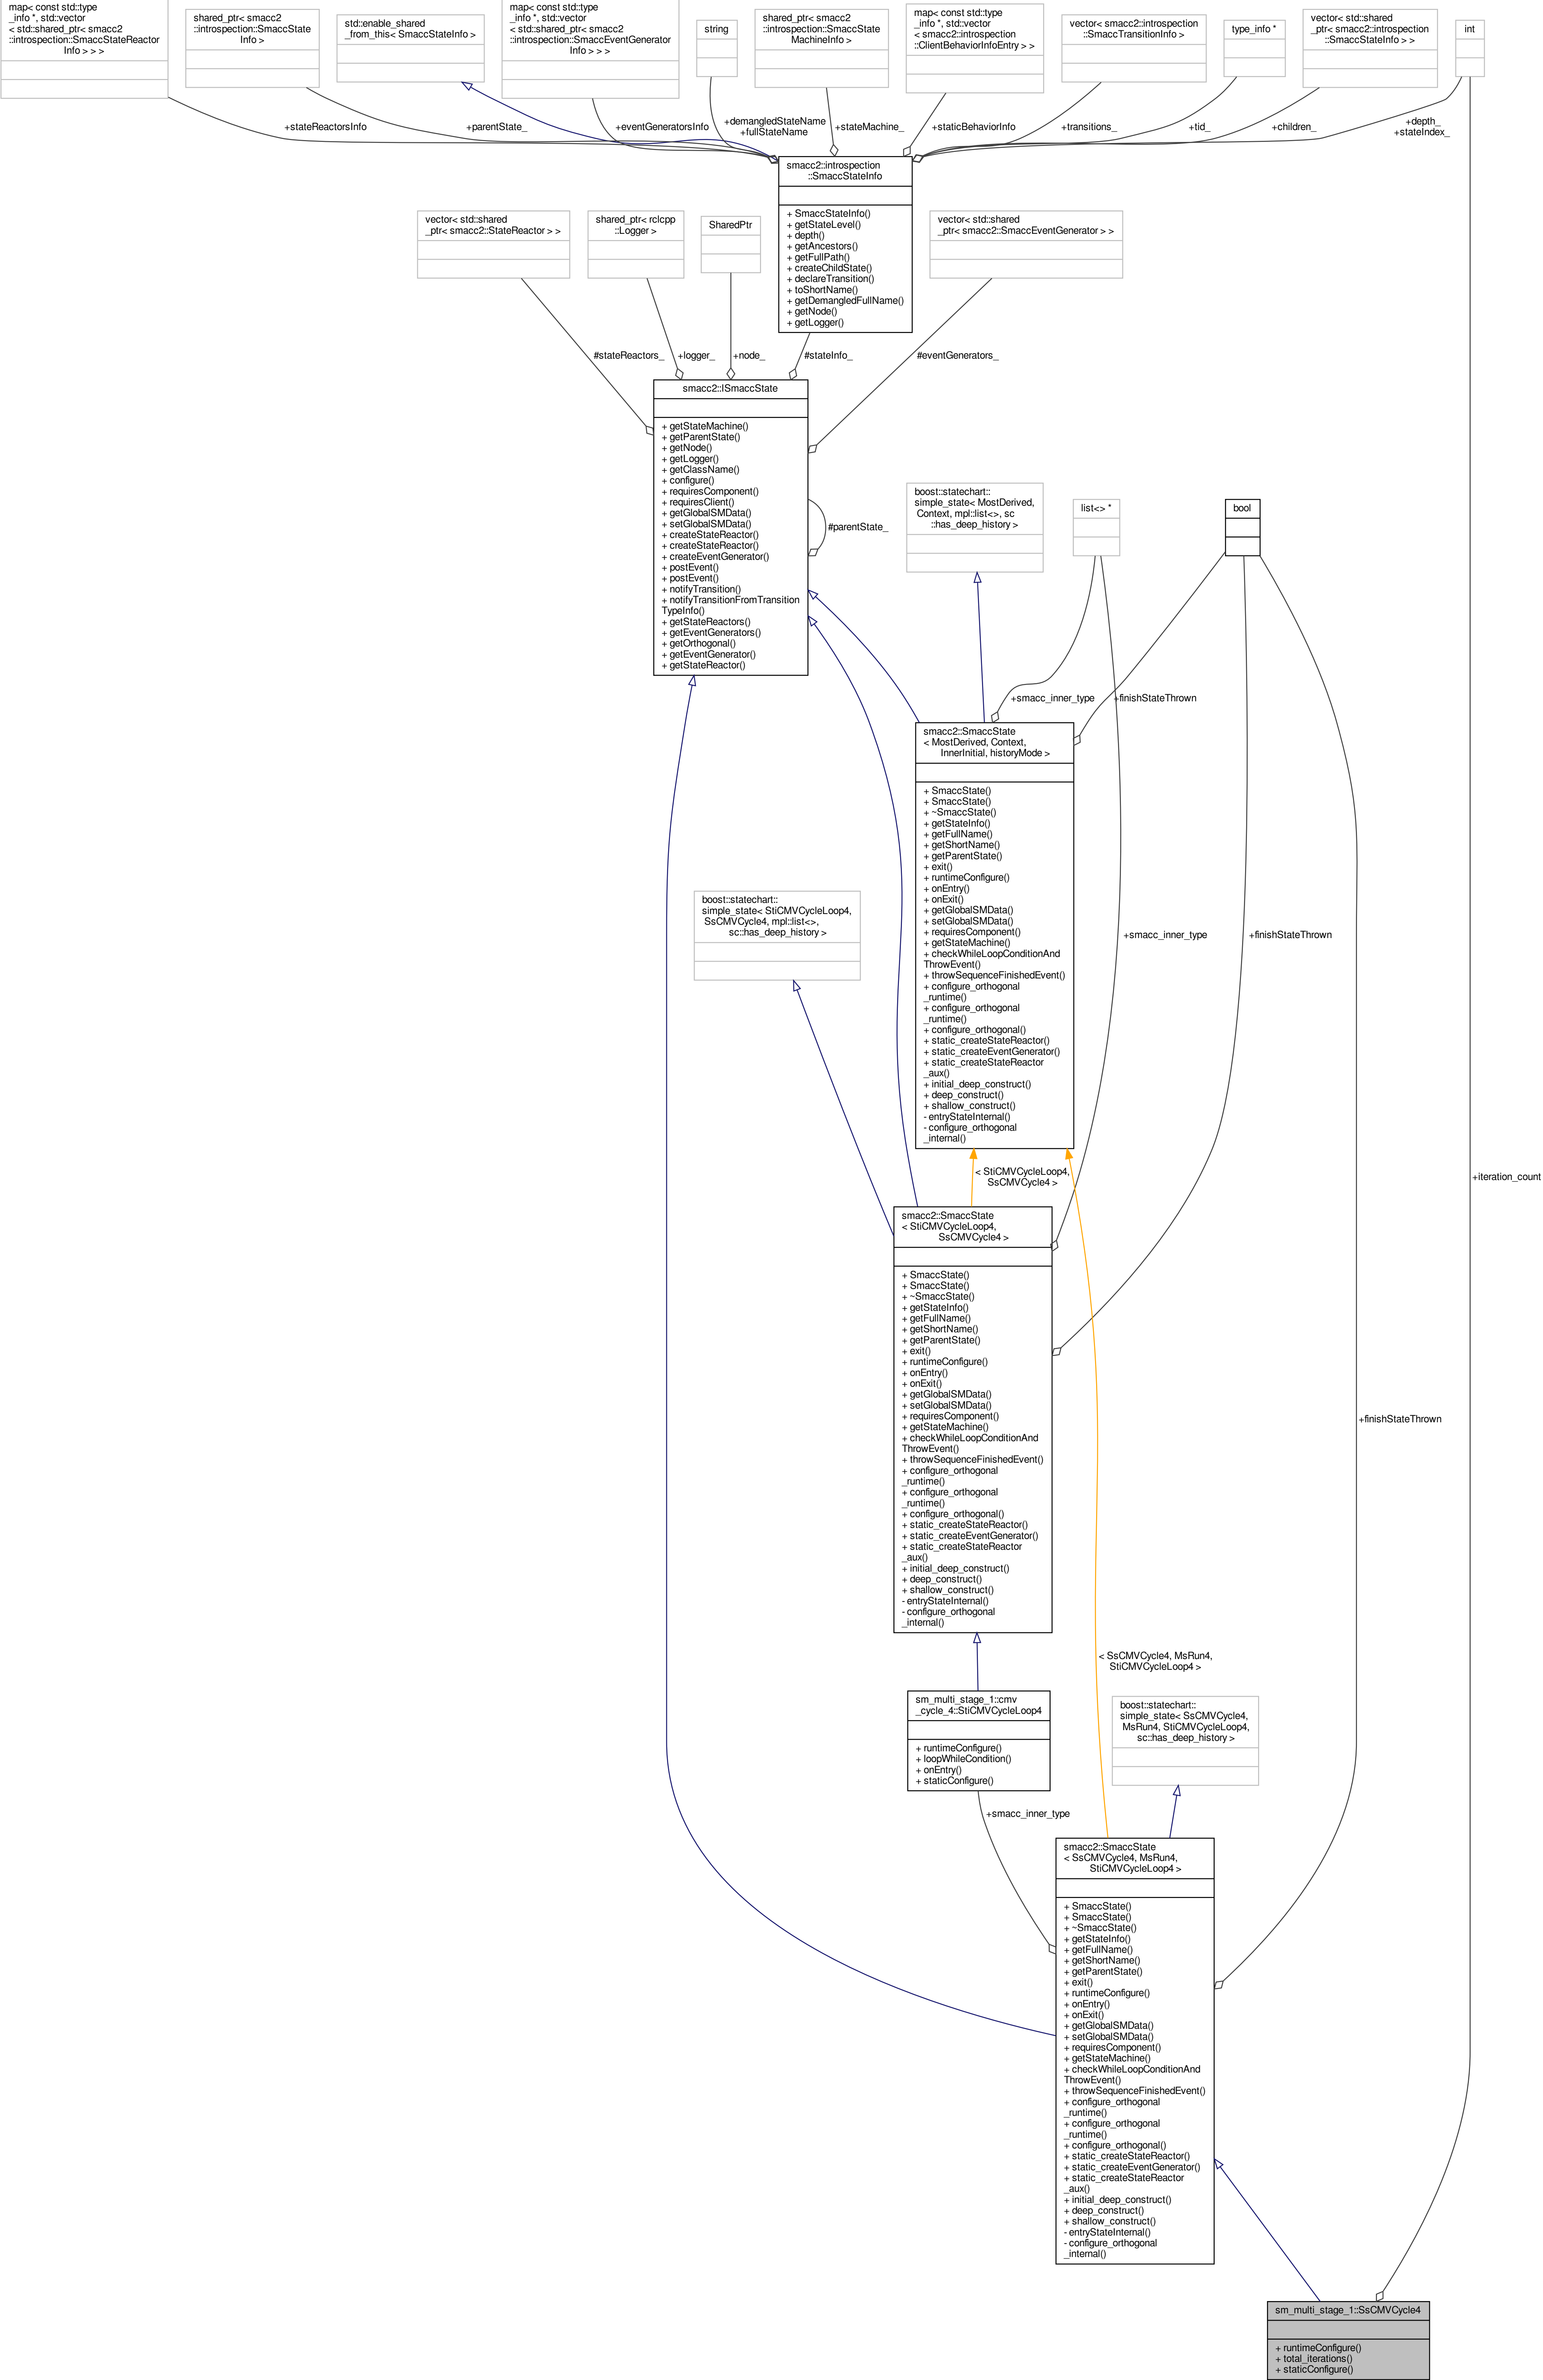 map< const std::type
_info *, std::vector
< std::shared_ptr< smacc2
::introspection::SmaccStateReactor
Info > > >
shared_ptr< smacc2
::introspection::SmaccState
Info >
std::enable_shared
_from_this< SmaccStateInfo >
map< const std::type
_info *, std::vector
< std::shared_ptr< smacc2
::introspection::SmaccEventGenerator
Info > > >
string
shared_ptr< smacc2
::introspection::SmaccState
MachineInfo >
map< const std::type
_info *, std::vector
< smacc2::introspection
::ClientBehaviorInfoEntry > >
vector< smacc2::introspection
::SmaccTransitionInfo >
type_info *
vector< std::shared
_ptr< smacc2::introspection
::SmaccStateInfo > >
int
+stateReactorsInfo
+parentState_
+eventGeneratorsInfo
+demangledStateName
+fullStateName
+stateMachine_
+staticBehaviorInfo
+transitions_
+tid_
+children_
+depth_
+stateIndex_
smacc2::introspection
::SmaccStateInfo
+ SmaccStateInfo()
+ getStateLevel()
+ depth()
+ getAncestors()
+ getFullPath()
+ createChildState()
+ declareTransition()
+ toShortName()
+ getDemangledFullName()
+ getNode()
+ getLogger()
vector< std::shared
_ptr< smacc2::StateReactor > >
shared_ptr< rclcpp
::Logger >
SharedPtr
vector< std::shared
_ptr< smacc2::SmaccEventGenerator > >
#stateReactors_
+logger_
+node_
#stateInfo_
#eventGenerators_
smacc2::ISmaccState
+ getStateMachine()
+ getParentState()
+ getNode()
+ getLogger()
+ getClassName()
+ configure()
+ requiresComponent()
+ requiresClient()
+ getGlobalSMData()
+ setGlobalSMData()
+ createStateReactor()
+ createStateReactor()
+ createEventGenerator()
+ postEvent()
+ postEvent()
+ notifyTransition()
+ notifyTransitionFromTransition
TypeInfo()
+ getStateReactors()
+ getEventGenerators()
+ getOrthogonal()
+ getEventGenerator()
+ getStateReactor()
#parentState_
boost::statechart::
simple_state< MostDerived,
Context, mpl::list<>, sc
::has_deep_history >
list<> *
bool
+smacc_inner_type
+finishStateThrown
smacc2::SmaccState
< MostDerived, Context,
InnerInitial, historyMode >
+ SmaccState()
+ SmaccState()
+ ~SmaccState()
+ getStateInfo()
+ getFullName()
+ getShortName()
+ getParentState()
+ exit()
+ runtimeConfigure()
+ onEntry()
+ onExit()
+ getGlobalSMData()
+ setGlobalSMData()
+ requiresComponent()
+ getStateMachine()
+ checkWhileLoopConditionAnd
ThrowEvent()
+ throwSequenceFinishedEvent()
+ configure_orthogonal
_runtime()
+ configure_orthogonal
_runtime()
+ configure_orthogonal()
+ static_createStateReactor()
+ static_createEventGenerator()
+ static_createStateReactor
_aux()
+ initial_deep_construct()
+ deep_construct()
+ shallow_construct()
- entryStateInternal()
- configure_orthogonal
_internal()
boost::statechart::
simple_state< StiCMVCycleLoop4,
SsCMVCycle4, mpl::list<>,
sc::has_deep_history >
+smacc_inner_type
+finishStateThrown
< StiCMVCycleLoop4,
SsCMVCycle4 >
+iteration_count
smacc2::SmaccState
< StiCMVCycleLoop4,
SsCMVCycle4 >
+ SmaccState()
+ SmaccState()
+ ~SmaccState()
+ getStateInfo()
+ getFullName()
+ getShortName()
+ getParentState()
+ exit()
+ runtimeConfigure()
+ onEntry()
+ onExit()
+ getGlobalSMData()
+ setGlobalSMData()
+ requiresComponent()
+ getStateMachine()
+ checkWhileLoopConditionAnd
ThrowEvent()
+ throwSequenceFinishedEvent()
+ configure_orthogonal
_runtime()
+ configure_orthogonal
_runtime()
+ configure_orthogonal()
+ static_createStateReactor()
+ static_createEventGenerator()
+ static_createStateReactor
_aux()
+ initial_deep_construct()
+ deep_construct()
+ shallow_construct()
- entryStateInternal()
- configure_orthogonal
_internal()
+finishStateThrown
< SsCMVCycle4, MsRun4,
StiCMVCycleLoop4 >
sm_multi_stage_1::cmv
_cycle_4::StiCMVCycleLoop4
+ runtimeConfigure()
+ loopWhileCondition()
+ onEntry()
+ staticConfigure()
boost::statechart::
simple_state< SsCMVCycle4,
MsRun4, StiCMVCycleLoop4,
sc::has_deep_history >
+smacc_inner_type
smacc2::SmaccState
< SsCMVCycle4, MsRun4,
StiCMVCycleLoop4 >
+ SmaccState()
+ SmaccState()
+ ~SmaccState()
+ getStateInfo()
+ getFullName()
+ getShortName()
+ getParentState()
+ exit()
+ runtimeConfigure()
+ onEntry()
+ onExit()
+ getGlobalSMData()
+ setGlobalSMData()
+ requiresComponent()
+ getStateMachine()
+ checkWhileLoopConditionAnd
ThrowEvent()
+ throwSequenceFinishedEvent()
+ configure_orthogonal
_runtime()
+ configure_orthogonal
_runtime()
+ configure_orthogonal()
+ static_createStateReactor()
+ static_createEventGenerator()
+ static_createStateReactor
_aux()
+ initial_deep_construct()
+ deep_construct()
+ shallow_construct()
- entryStateInternal()
- configure_orthogonal
_internal()
sm_multi_stage_1::SsCMVCycle4
+ runtimeConfigure()
+ total_iterations()
+ staticConfigure()